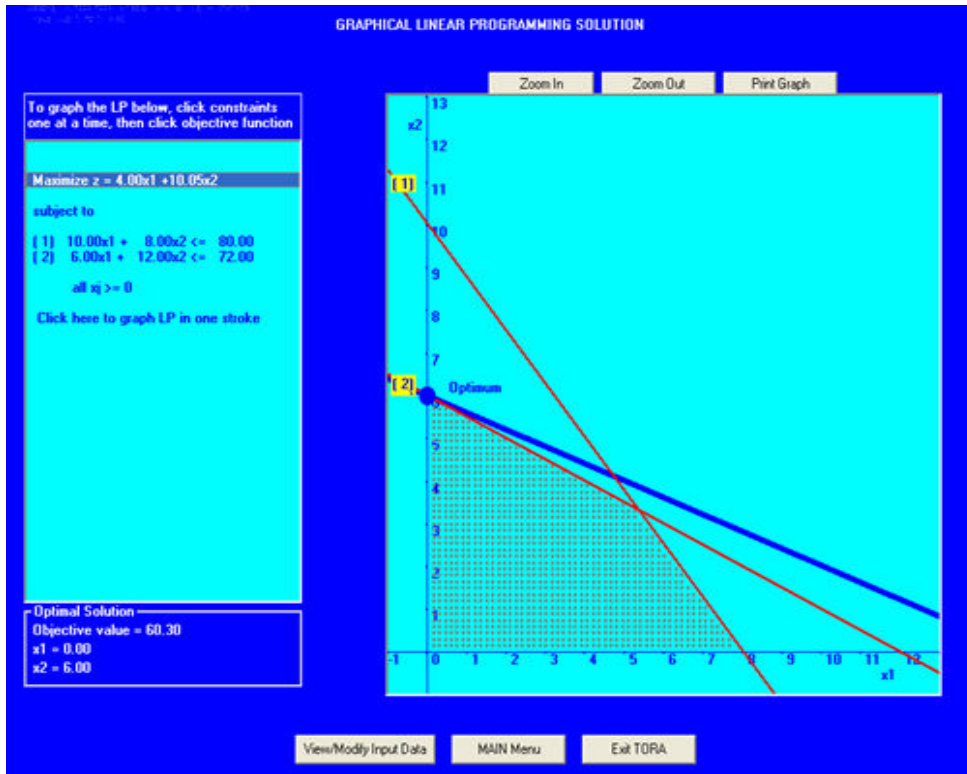 GRAPHICAL LINEAR PROGRAMMING SOLUTION
Zoom In
Zoom Out
Print Graph
To graph the LP below, click constraints
one at a time, then click objective function
Maximize z = 4.00x1 +10.05x2
subject to
( 1) 10.00x1 + 8.00x2 <= 80.00
( 2) 6.00x1 + 12.00x2 <= 72.00
all xj >= 0
Click here to graph LP in one stroke
Optimal Solution
Objective value = 60.30
x1 = 0.00
x2 = 6.00
13
x2
12
( 1)
11
10
9
8
7
( 2)
Optimum
6
5
4
3
2
1
-1 0 1 2 3 4 5 6 7 9 10 11 12
x1
View/Modify Input Data
MAIN Menu
Exit TORA